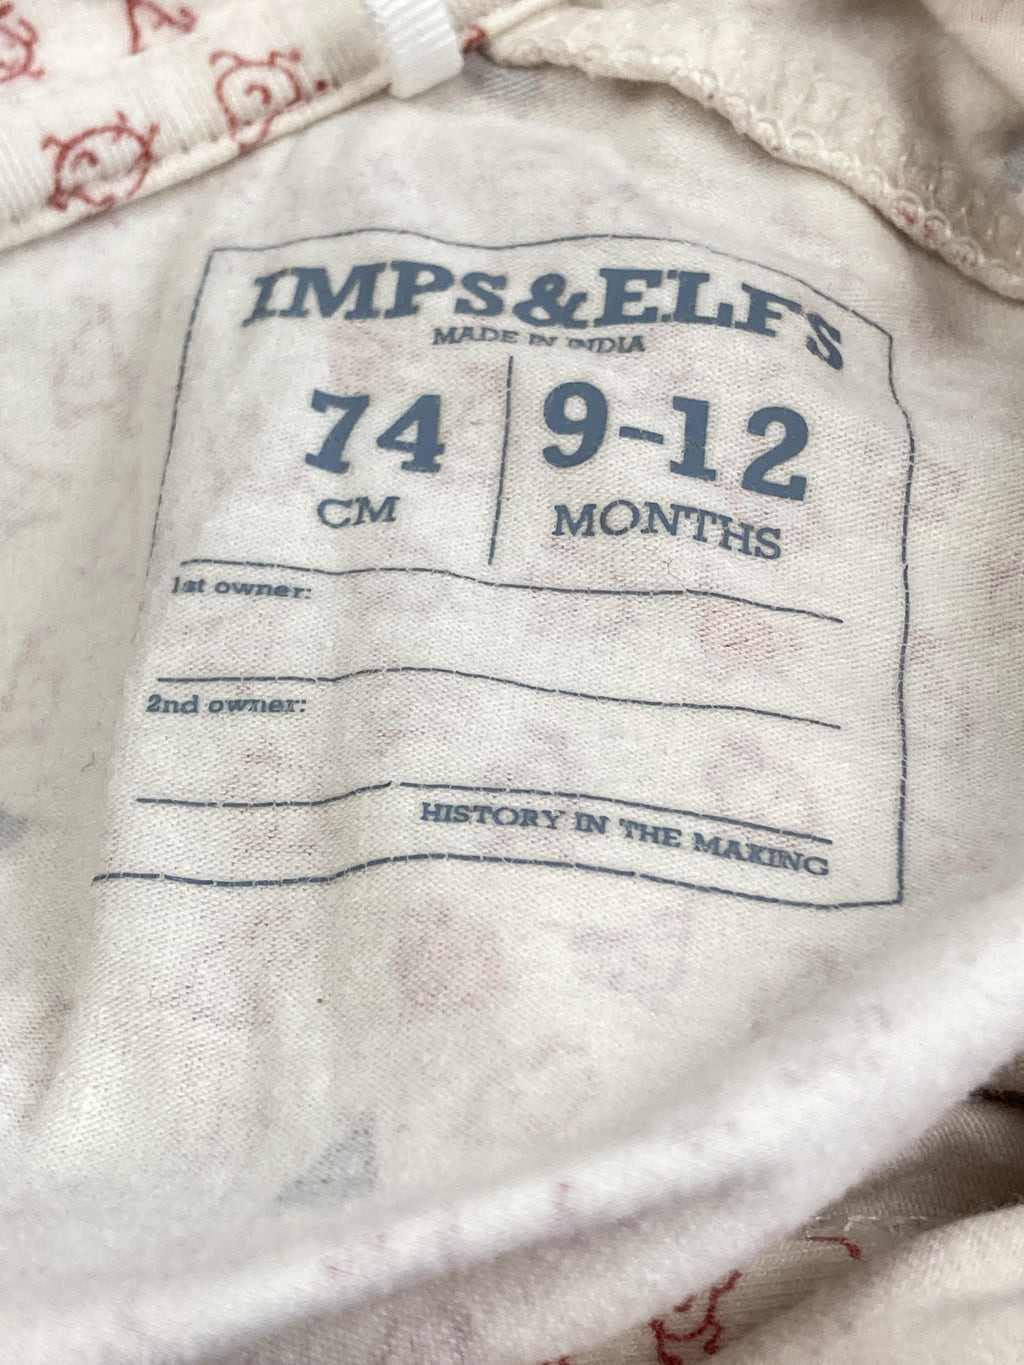 IMPS&ELFS
MADE IN INDIA
74
CM
9-12
MONTHS
1st owner:
2nd owner:
HISTORY IN THE MAKING